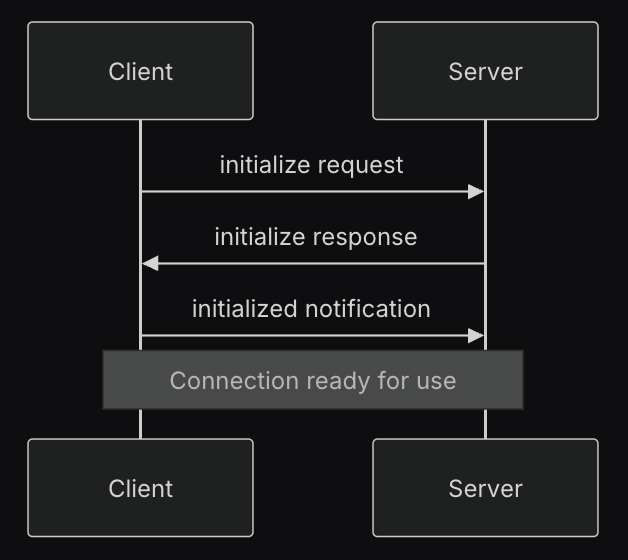 Client
Server
initialize request
initialize response
initialized notification
Connection ready for use
Client
Server